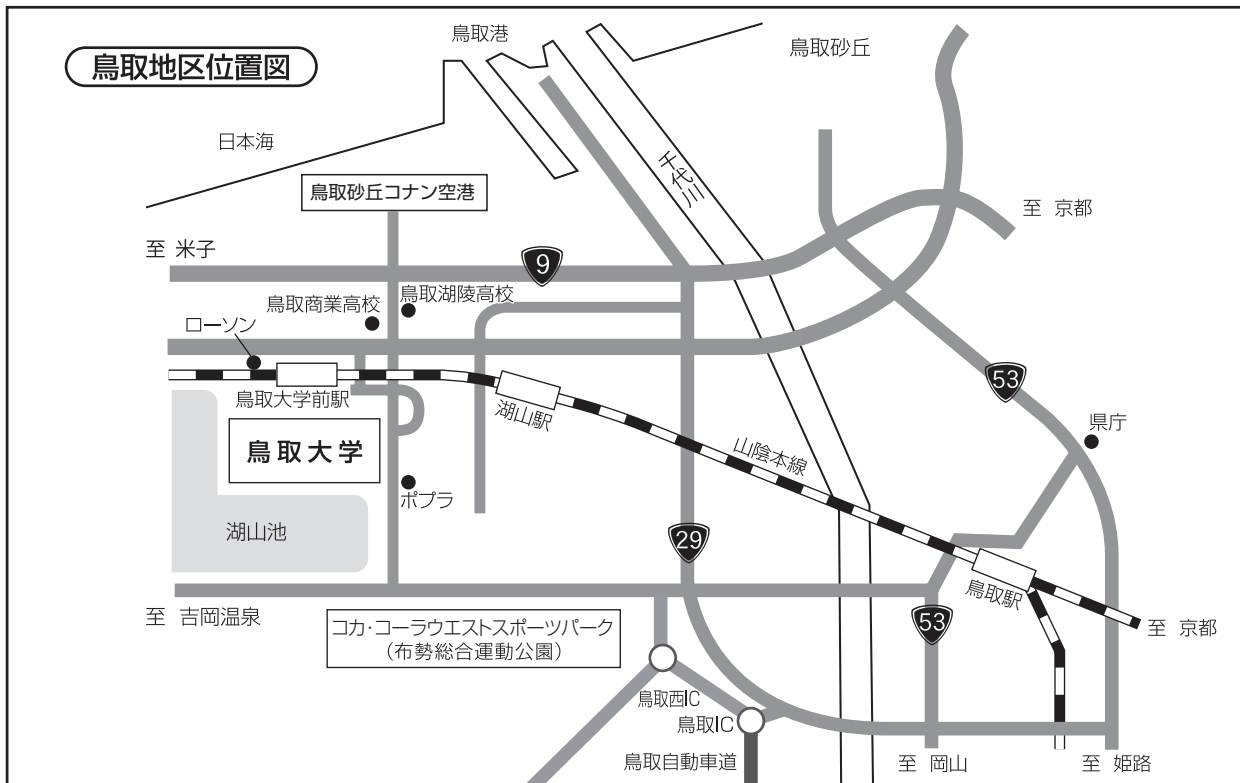 鳥取地区位置図
鳥取港
鳥取砂丘
日本海
千代川
鳥取砂丘コナン空港
至 京都
至 米子
9
鳥取商業高校
鳥取湖陵高校
ローソン
53
鳥取大学前駅
湖山駅
県庁
鳥取大学
山陰本線
ポプラ
湖山池
29
鳥取駅
至 吉岡温泉
コカ・コーラウエストスポーツパーク
(布勢総合運動公園)
53
至 京都
鳥取西IC
鳥取IC
鳥取自動車道
至 岡山
至 姫路